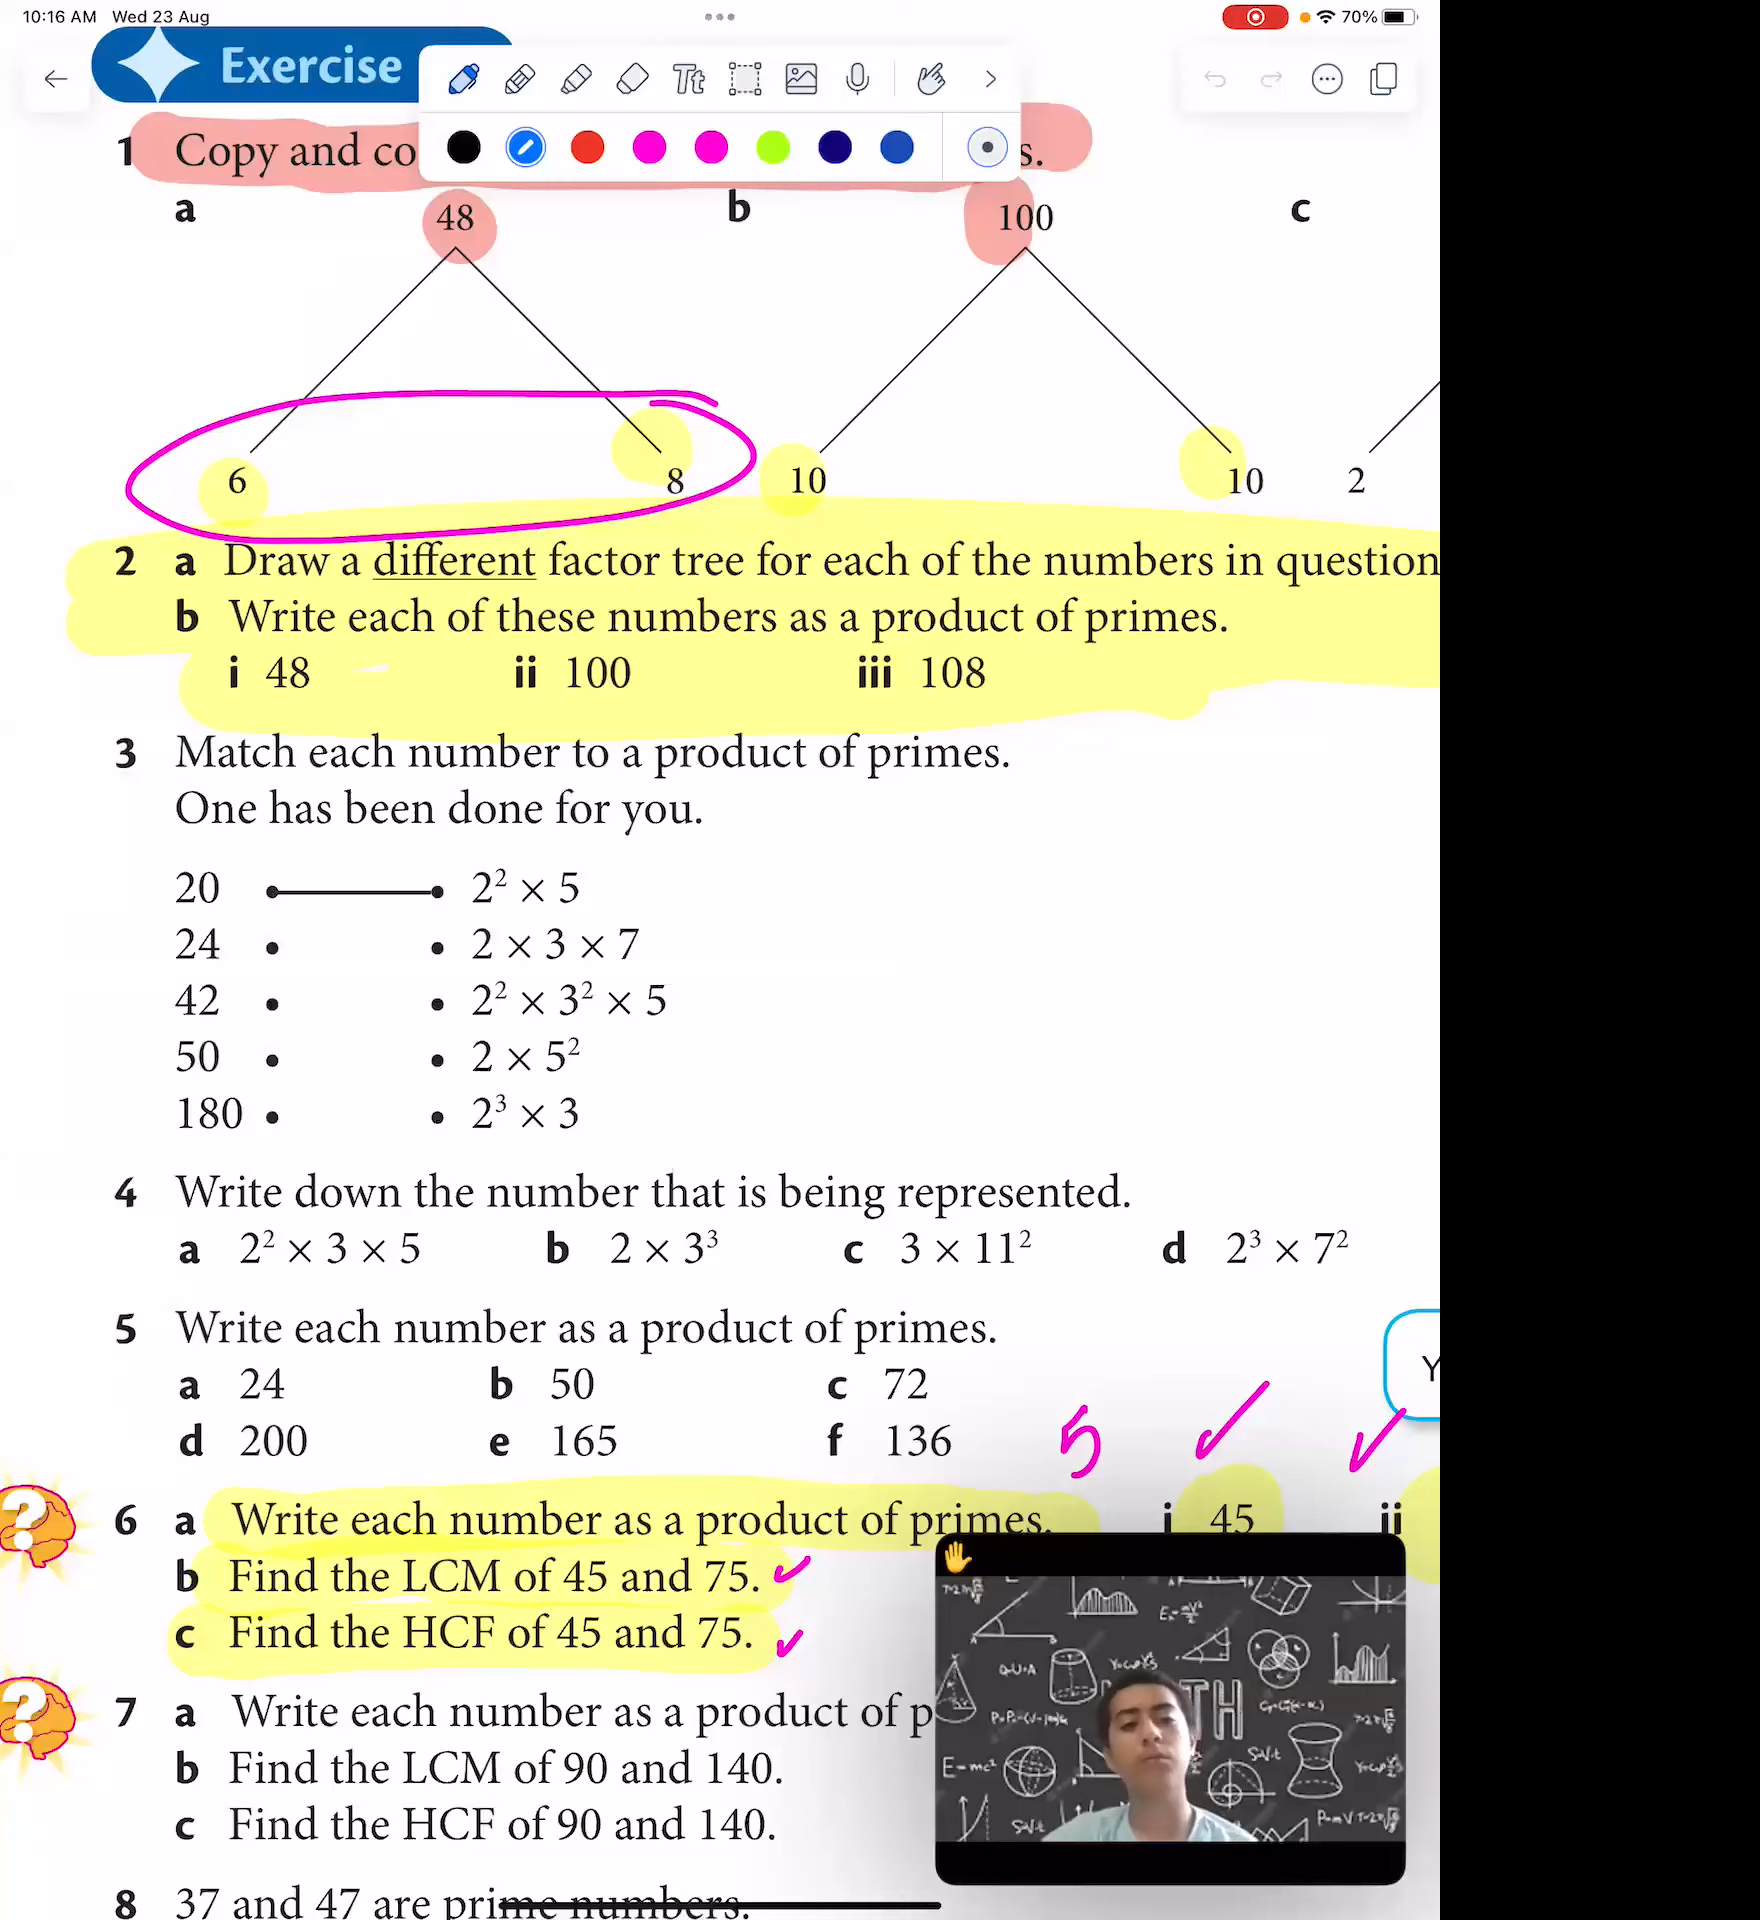 10:16 AM Wed 23 Aug
70%
Exercise
Tt
1 Copy and co s.
a 48 b 100 c
6 8 10 10 2
2 a Draw a different factor tree for each of the numbers in question
b Write each of these numbers as a product of primes.
i 48 ii 100 iii 108
3 Match each number to a product of primes.
One has been done for you.
20 2² × 5
24 2 × 3 × 7
42 2² × 3² × 5
50 2 × 5²
180 2³ × 3
4 Write down the number that is being represented.
a 2² × 3 × 5 b 2 × 3³ c 3 × 11² d 2³ × 7²
5 Write each number as a product of primes.
Y
a 24 b 50 c 72
d 200 e 165 f 136 5
6 a Write each number as a product of primes. i 45 ii
b Find the LCM of 45 and 75.
c Find the HCF of 45 and 75.
7 a Write each number as a product of p
b Find the LCM of 90 and 140.
c Find the HCF of 90 and 140.
8 37 and 47 are prime numbers.
TH